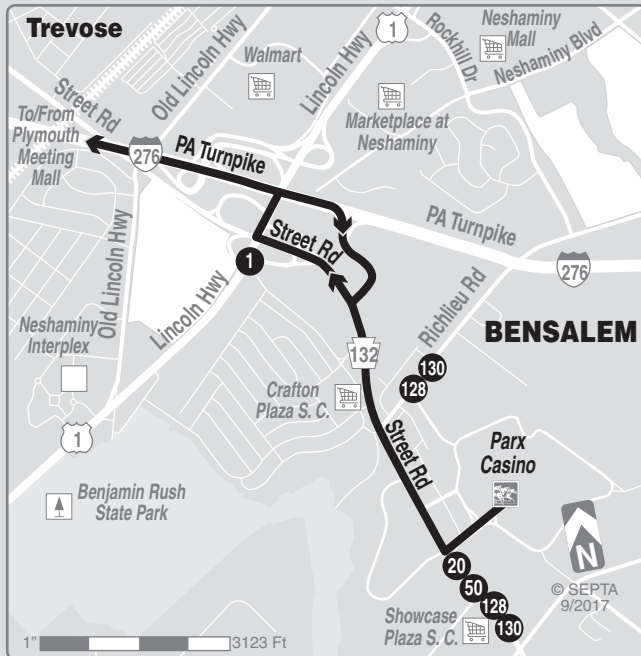 Trevose
Street Rd
Old Lincoln Hwy
Walmart
Lincoln Hwy
1
Rockhill Dr
Neshaminy
Mall
Neshaminy Blvd
To/From
Plymouth
Meeting
Mall
276
PA Turnpike
Marketplace at
Neshaminy
PA Turnpike
276
Street Rd
1
Old Lincoln Hwy
Lincoln Hwy
Richlieu Rd
BENSALEM
Neshaminy
Interplex
132
130
128
Crafton
Plaza S. C.
Street Rd
Parx
Casino
1
Benjamin Rush
State Park
20
50
128
130
N
© SEPTA
9/2017
Showcase
Plaza S. C.
1"
3123 Ft